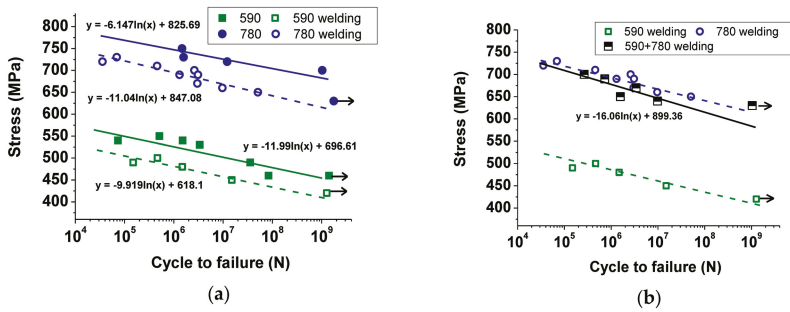 590 590 welding
780 780 welding
y = -6.147ln(x) + 825.69
y = -11.04ln(x) + 847.08
y = -11.99ln(x) + 696.61
y = -9.919ln(x) + 618.1
Stress (MPa)
800
750
700
650
600
550
500
450
400
10^4 10^5 10^6 10^7 10^8 10^9
Cycle to failure (N)
(a)
590 welding 780 welding
590+780 welding
y = -16.06ln(x) + 899.36
Stress (MPa)
800
750
700
650
600
550
500
450
400
10^4 10^5 10^6 10^7 10^8 10^9
Cycle to failure (N)
(b)